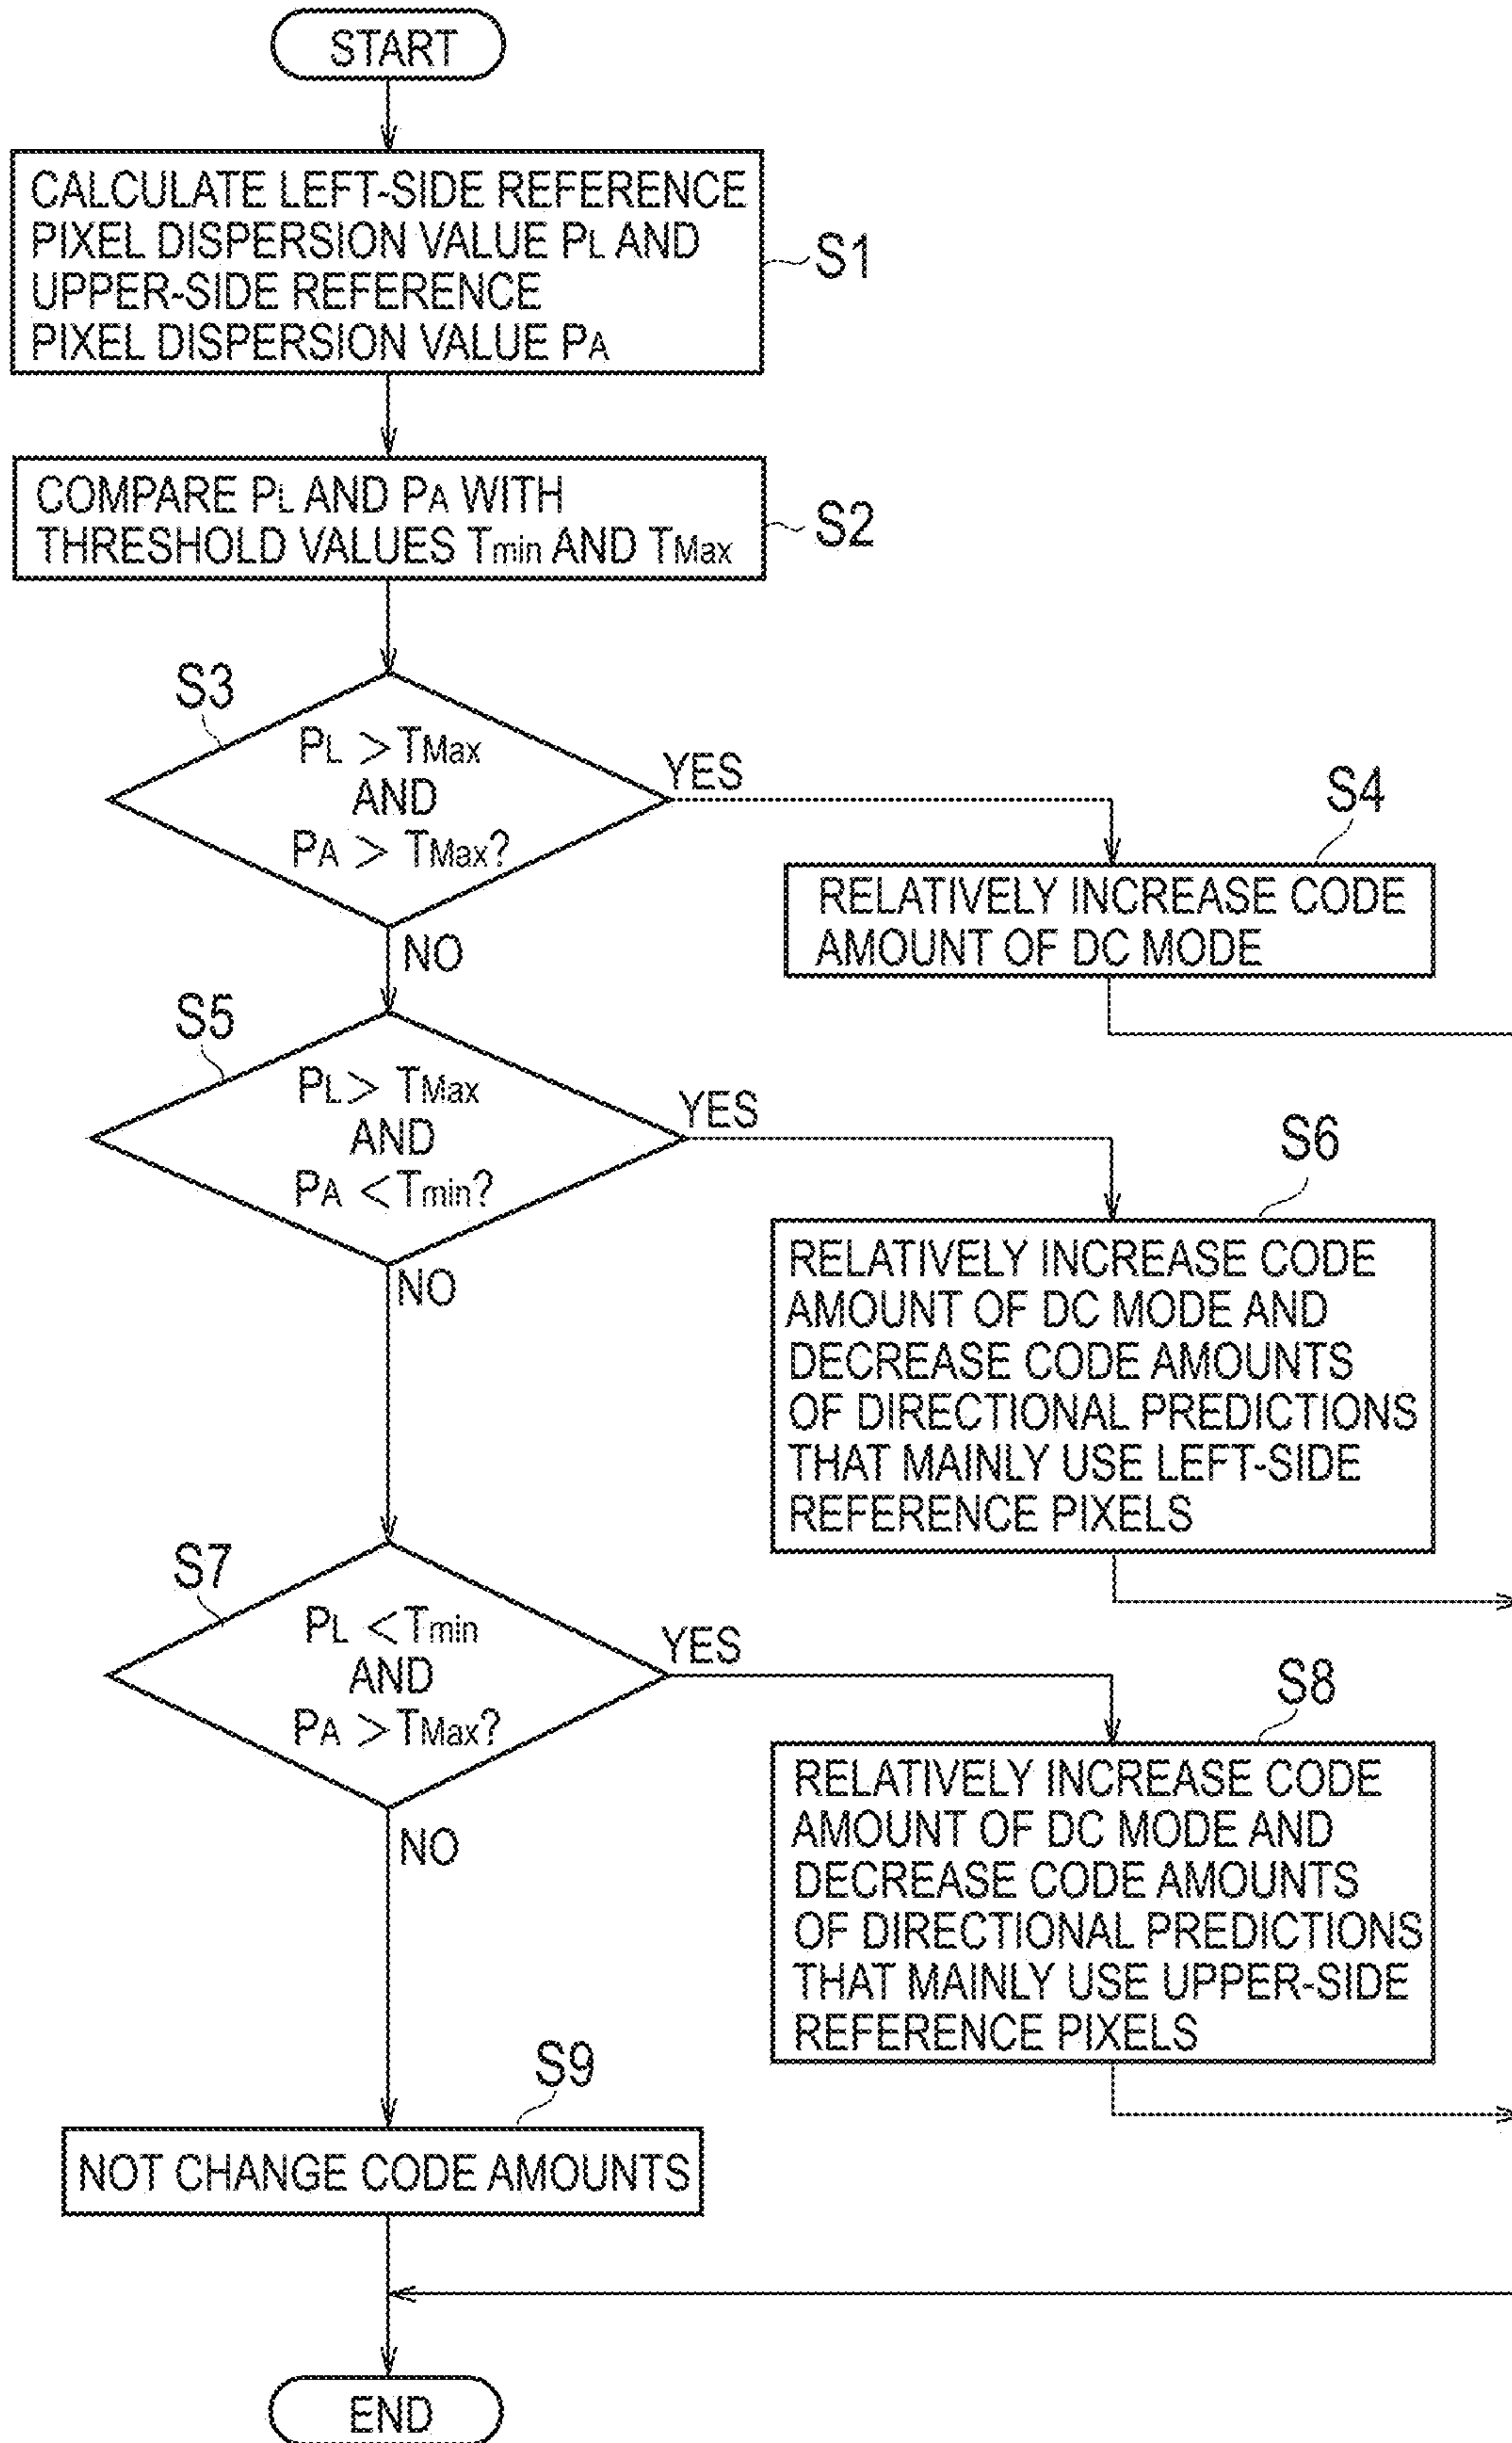 START
CALCULATE LEFT-SIDE REFERENCE
PIXEL DISPERSION VALUE PL AND
UPPER-SIDE REFERENCE
PIXEL DISPERSION VALUE PA
S1
COMPARE PL AND PA WITH
THRESHOLD VALUES Tmin AND TMax
S2
S3
PL > TMax
AND
PA > TMax?
YES
NO
S4
RELATIVELY INCREASE CODE
AMOUNT OF DC MODE
S5
PL > TMax
AND
PA < Tmin?
YES
NO
S6
RELATIVELY INCREASE CODE
AMOUNT OF DC MODE AND
DECREASE CODE AMOUNTS
OF DIRECTIONAL PREDICTIONS
THAT MAINLY USE LEFT-SIDE
REFERENCE PIXELS
S7
PL < Tmin
AND
PA > TMax?
YES
NO
S8
RELATIVELY INCREASE CODE
AMOUNT OF DC MODE AND
DECREASE CODE AMOUNTS
OF DIRECTIONAL PREDICTIONS
THAT MAINLY USE UPPER-SIDE
REFERENCE PIXELS
S9
NOT CHANGE CODE AMOUNTS
END